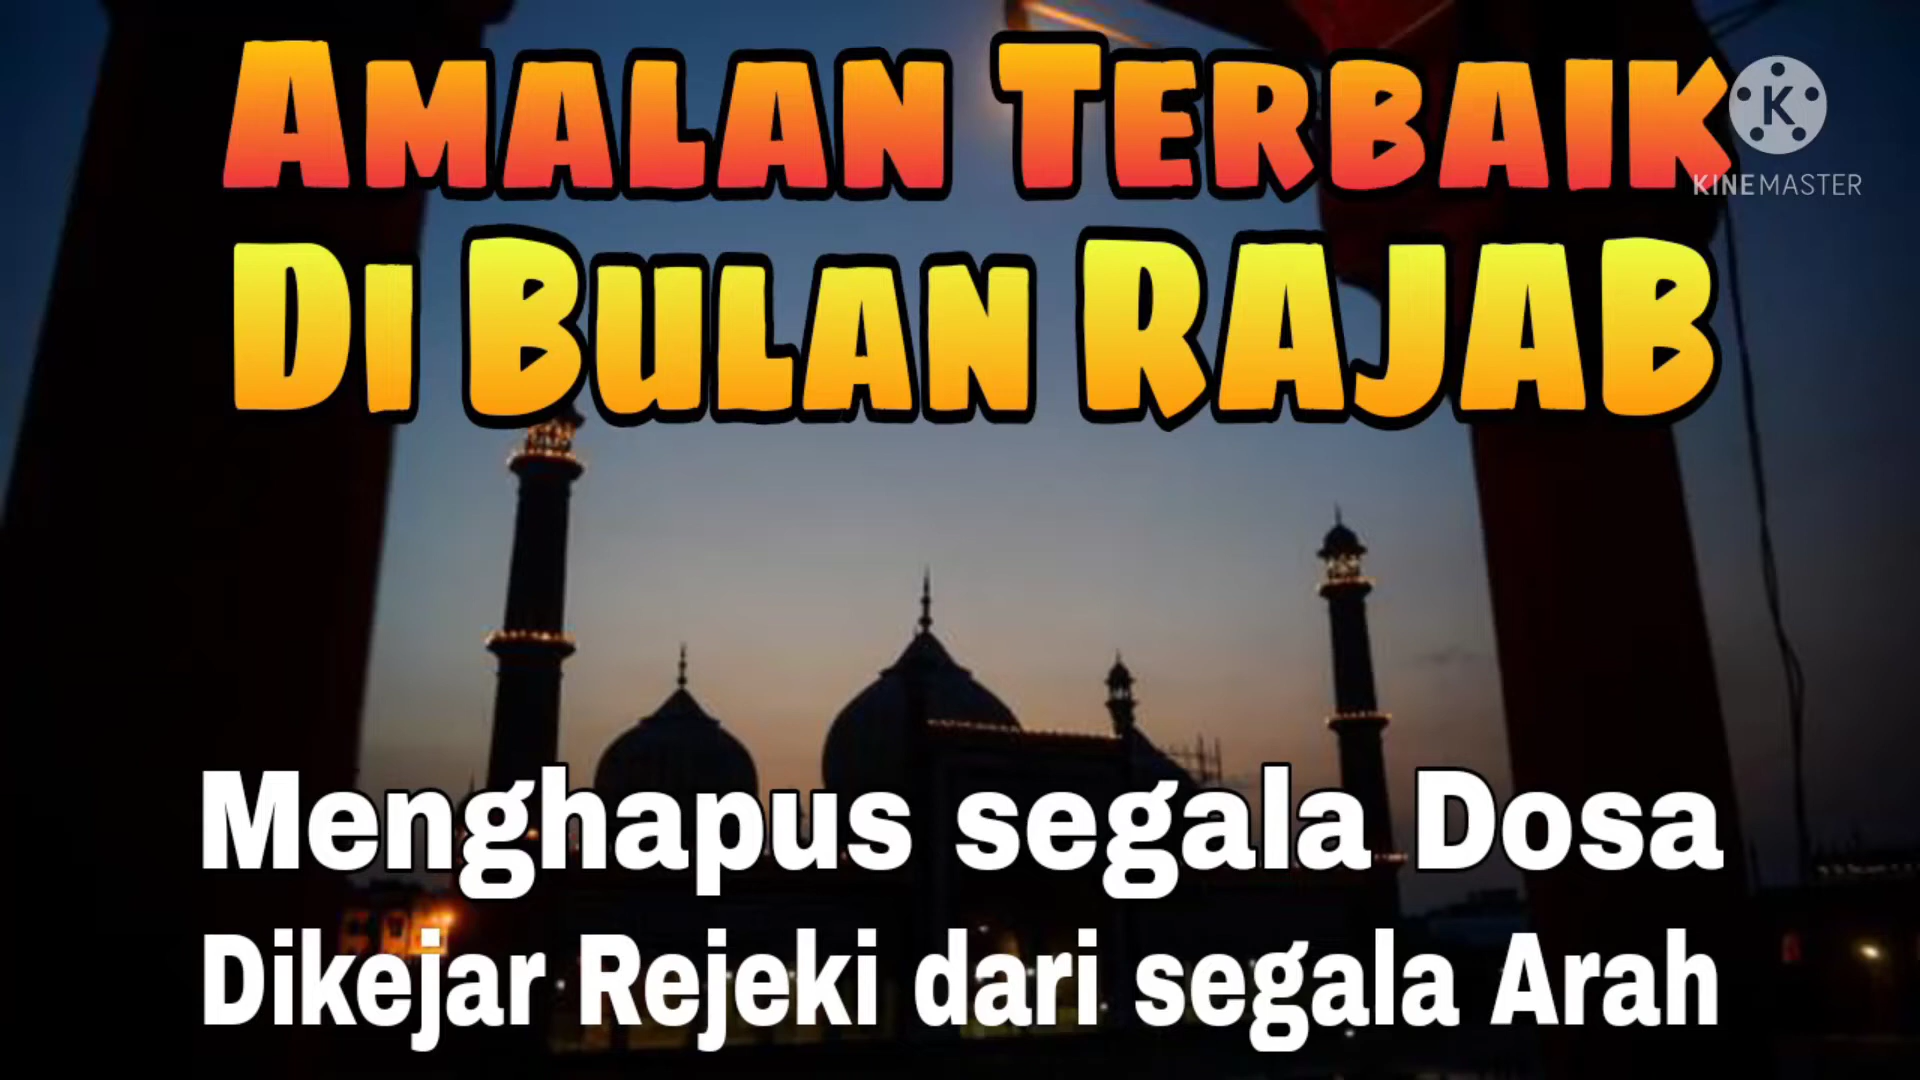 AMALAN TERBAIK
DI BULAN RAJAB
Menghapus segala Dosa
Dikejar Rejeki dari segala Arah
K
KINEMASTER